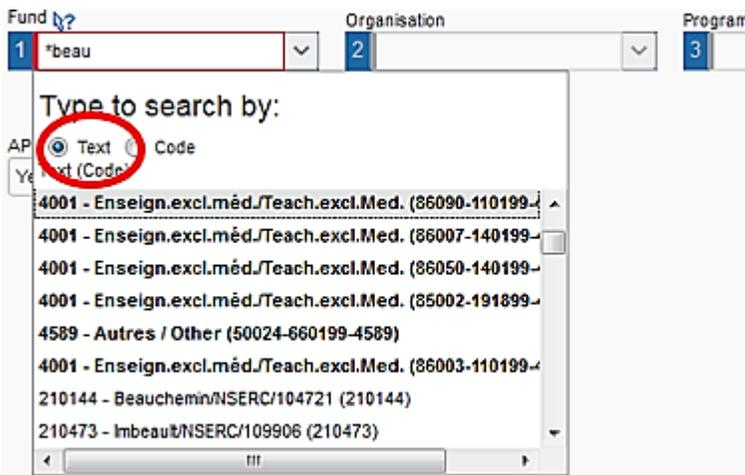 Fund Organisation Program
1 *beau 2 3
Type to search by:
Text Code
Text (Code)
4001 - Enseign.excl.méd./Teach.excl.Med. (86090-110199-
4001 - Enseign.excl.méd./Teach.excl.Med. (86007-140199-
4001 - Enseign.excl.méd./Teach.excl.Med. (86050-140199-
4001 - Enseign.excl.méd./Teach.excl.Med. (85002-191899-
4589 - Autres / Other (50024-660199-4589)
4001 - Enseign.excl.méd./Teach.excl.Med. (86003-110199-
210144 - Beauchemin/NSERC/104721 (210144)
210473 - Imbeault/NSERC/109906 (210473)